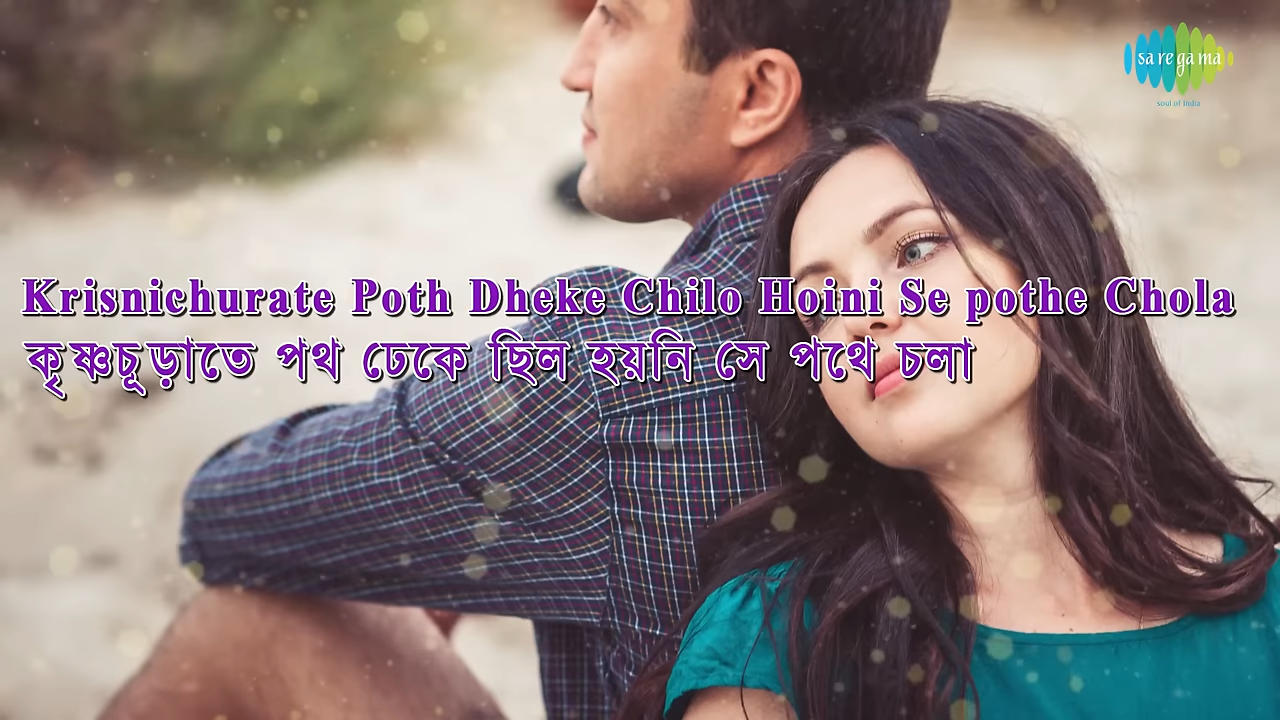 sa re ga ma
soul of India
Krisnichurate Poth Dheke Chilo Hoini Se pothe Chola
কৃষ্ণচূড়াতে পথ ঢেকে ছিল হয়নি সে পথে চলা